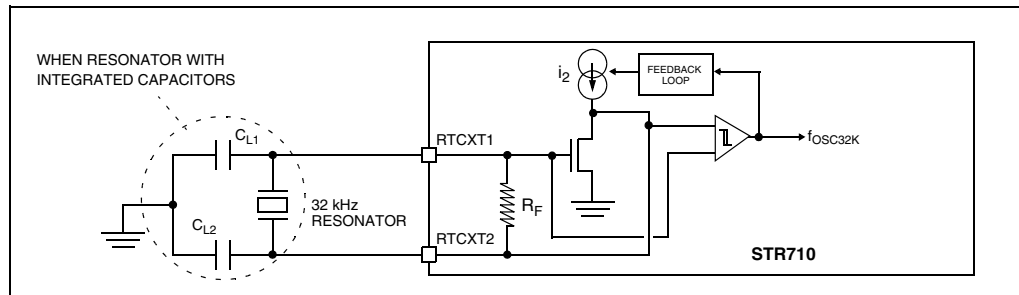 WHEN RESONATOR WITH
INTEGRATED CAPACITORS
CL1
CL2
32 kHz
RESONATOR
RTCXT1
RTCXT2
RF
i2
FEEDBACK
LOOP
fOSC32K
STR710